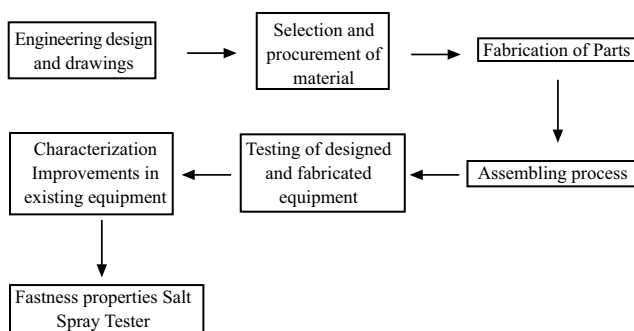 Engineering design
and drawings
Selection and
procurement of
material
Fabrication of Parts
Assembling process
Testing of designed
and fabricated
equipment
Characterization
Improvements in
existing equipment
Fastness properties Salt
Spray Tester